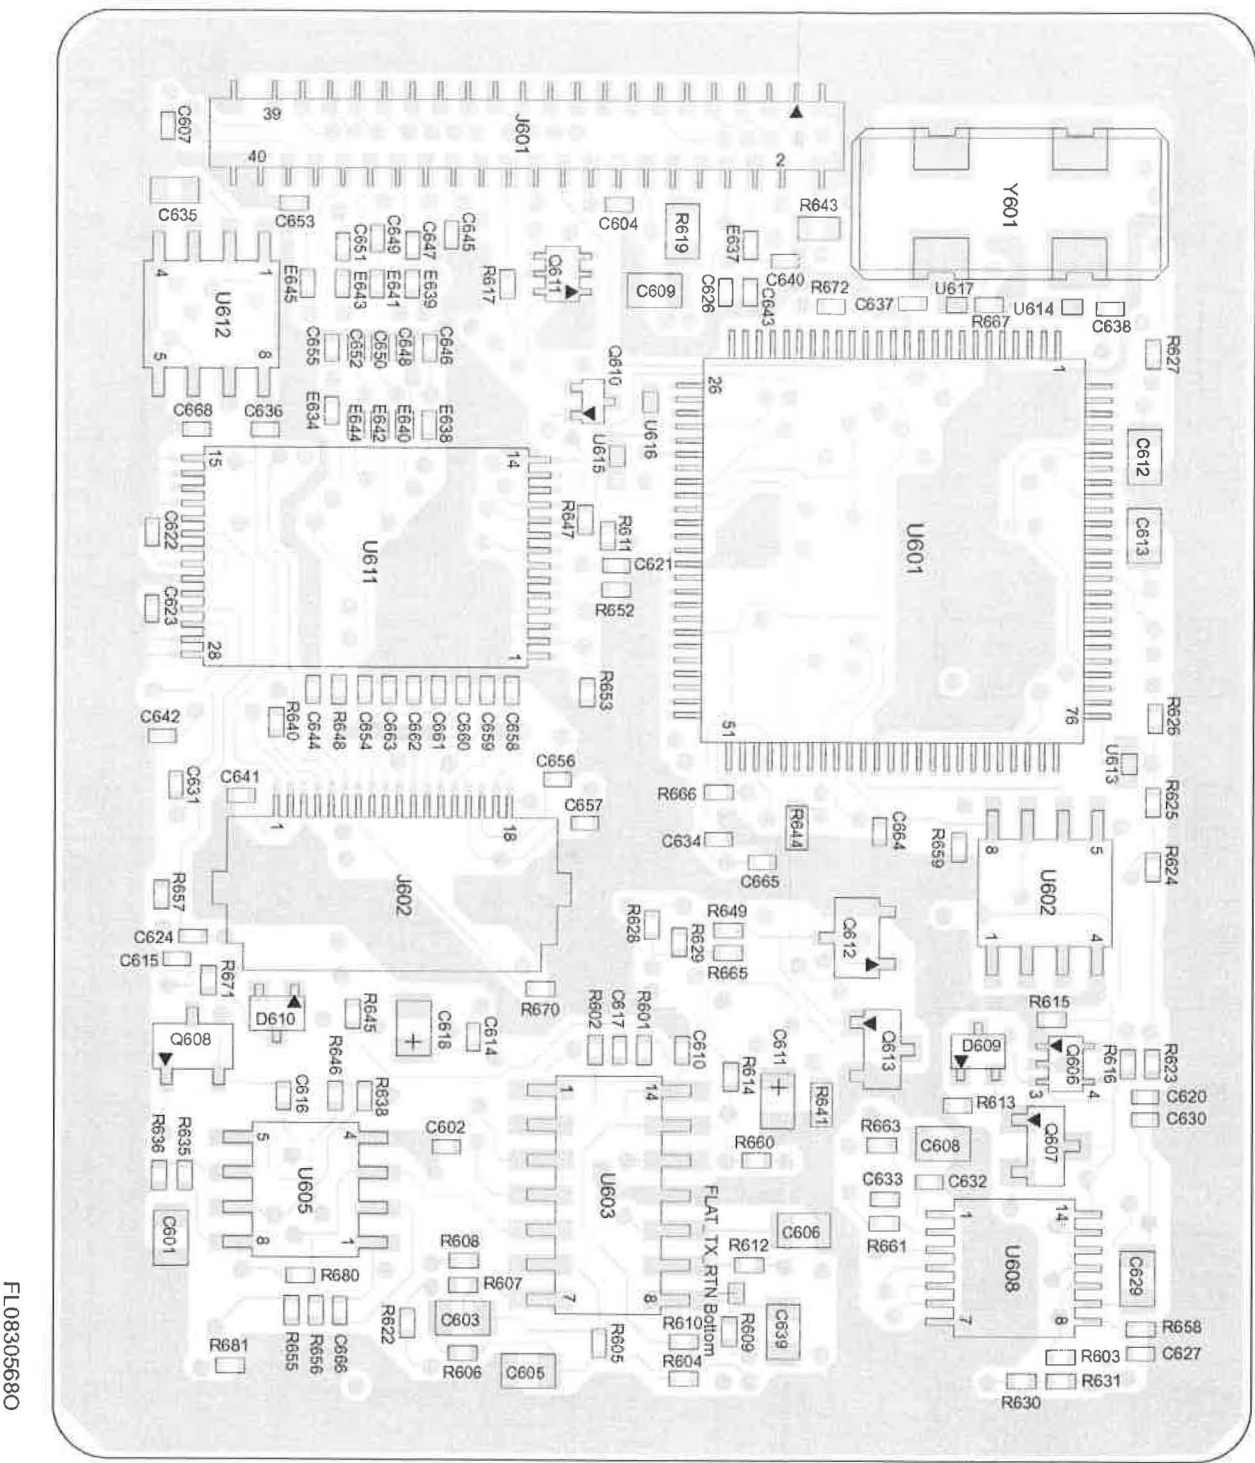 39
J601
40
2
Y601
C607
C635
C653
C604
R619
E637
R643
C651
C649
C647
C645
4
1
U612
5
8
E645
E643
E641
E639
R617
Q611
C609
C626
C643
C640
R672
C637
U617
R667
U614
C638
R627
C655
C652
C650
C648
C646
Q610
26
1
C668
C636
E634
E644
E642
E640
E638
U615
U616
C612
15
14
U611
28
1
R647
R611
C621
R652
U601
C613
C622
C623
51
76
R653
R626
C642
R640
C644
R648
C654
C663
C662
C661
C660
C659
C658
C656
C657
U613
C631
C641
R666
C634
R644
C664
R659
8
5
U602
1
4
R625
R624
1
18
J602
C665
R657
C624
C615
R671
R628
R629
R649
R665
Q612
D610
R645
C618
+
C614
R670
R602
C617
R601
C610
R614
C611
+
R641
Q613
D609
R615
Q606
3
4
R616
R623
Q608
C616
R646
R638
C620
C630
R613
Q607
R636
R635
5
4
U605
8
1
C602
1
14
U603
7
8
R660
R663
C608
C633
C632
R661
C601
R608
R607
R680
FLAT_TX_RTN Bottom
C606
R612
1
14
U608
7
8
C629
R655
R656
C666
R681
R622
C603
R606
C605
R605
R610
R604
R609
C639
R658
R603
C627
R631
R630
FL0830568O